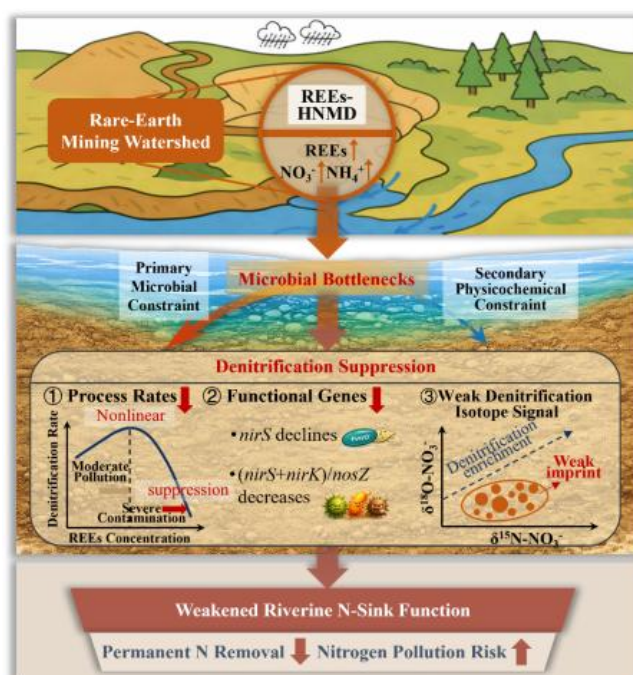 Rare-Earth
Mining Watershed
REEs-
HNMD
REEs↑
NO₃⁻↑NH₄⁺↑
Primary
Microbial
Constraint
Microbial Bottlenecks
Secondary
Physicochemical
Constraint
Denitrification Suppression
① Process Rates
Nonlinear
Denitrification Rate
Moderate
Pollution
suppression
Severe
Contamination
REEs Concentration
② Functional Genes
•nirS declines
•(nirS+nirK)/nosZ
decreases
③Weak Denitrification
Isotope Signal
δ¹⁸O-NO₃⁻
Denitrification
enrichment
Weak
imprint
δ¹⁵N-NO₃⁻
Weakened Riverine N-Sink Function
Permanent N Removal
Nitrogen Pollution Risk